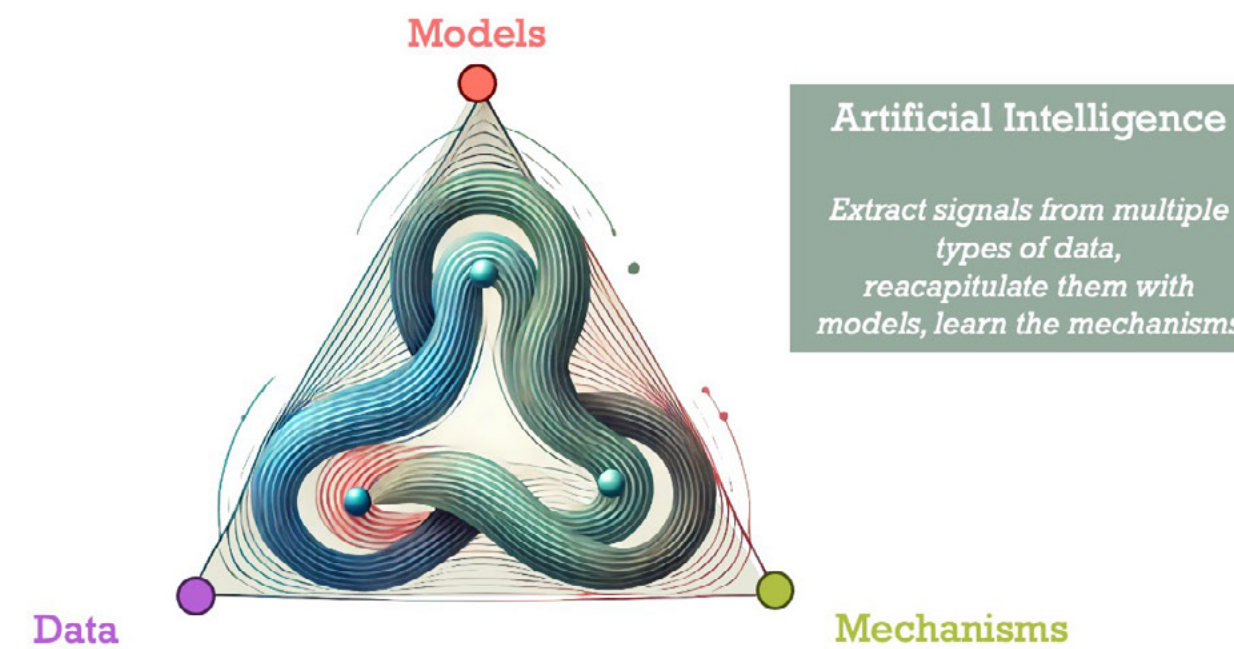 Models
Artificial Intelligence
Extract signals from multiple
types of data,
reacapitulate them with
models, learn the mechanisms
Data
Mechanisms